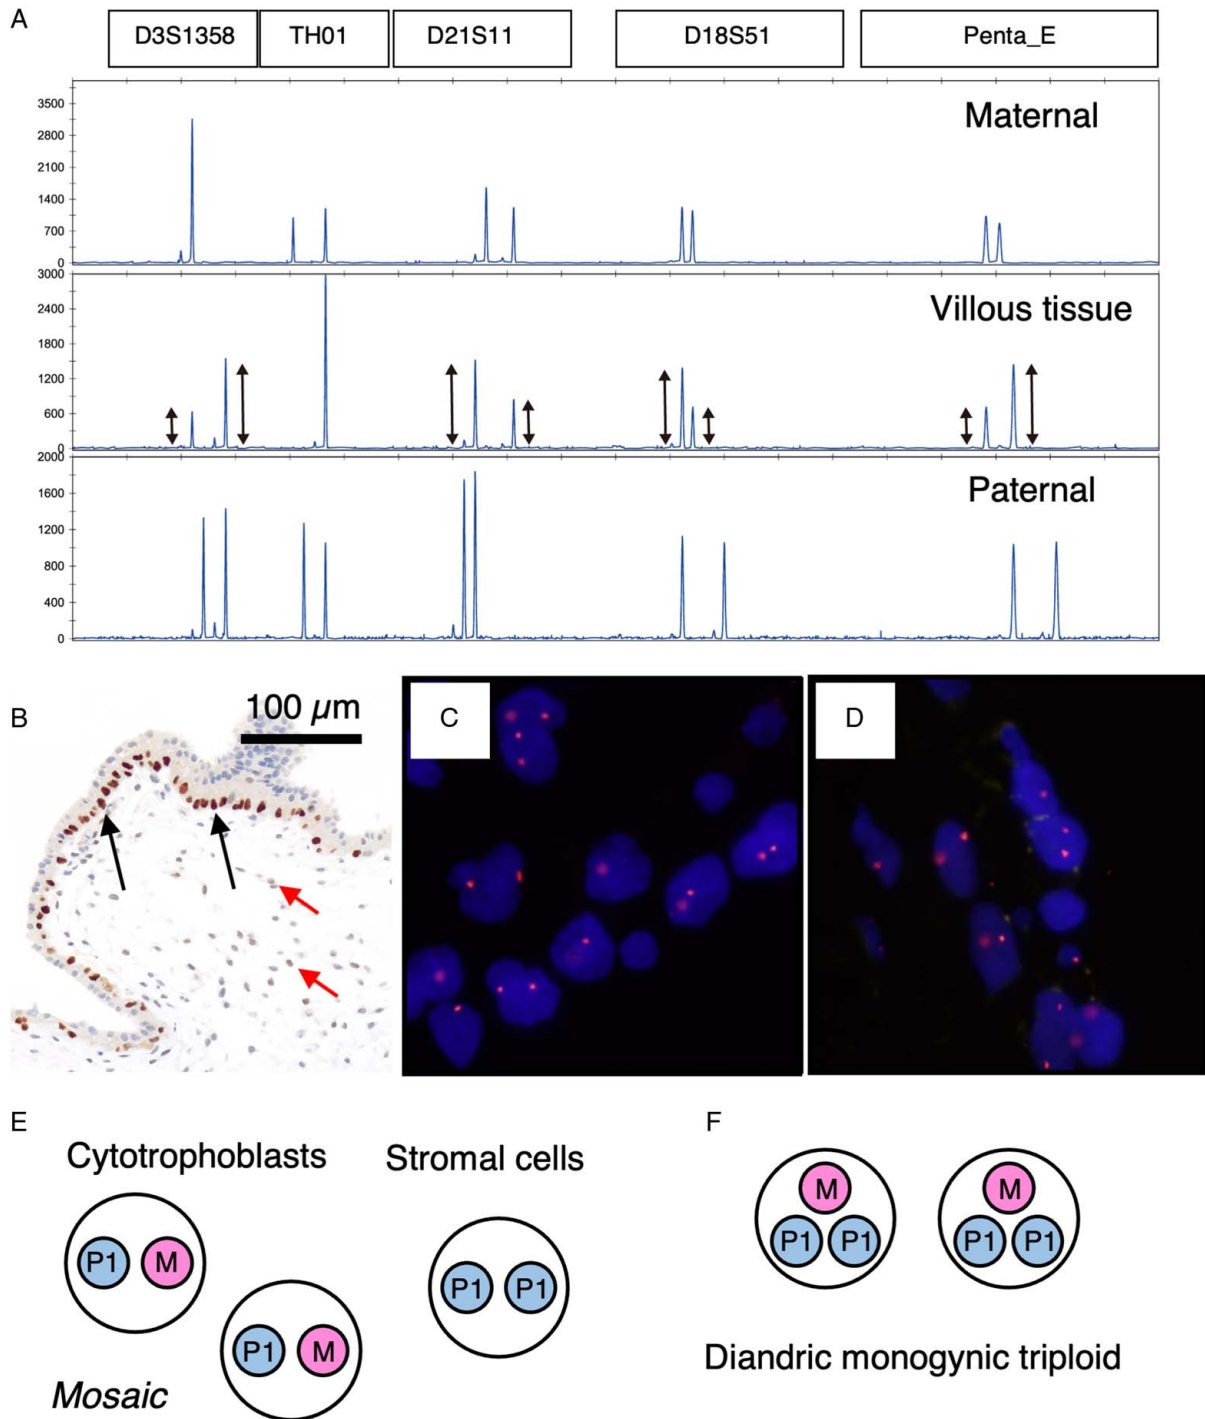 A
D3S1358 TH01 D21S11 D18S51 Penta_E
Maternal
3500
2800
2100
1400
700
0
Villous tissue
3000
2400
1800
1200
600
0
Paternal
2000
1600
1200
800
400
0
B
100 µm
C
D
E
Cytotrophoblasts
Stromal cells
P1 M
P1 M
P1 P1
Mosaic
F
M
P1 P1
M
P1 P1
Diandric monogynic triploid